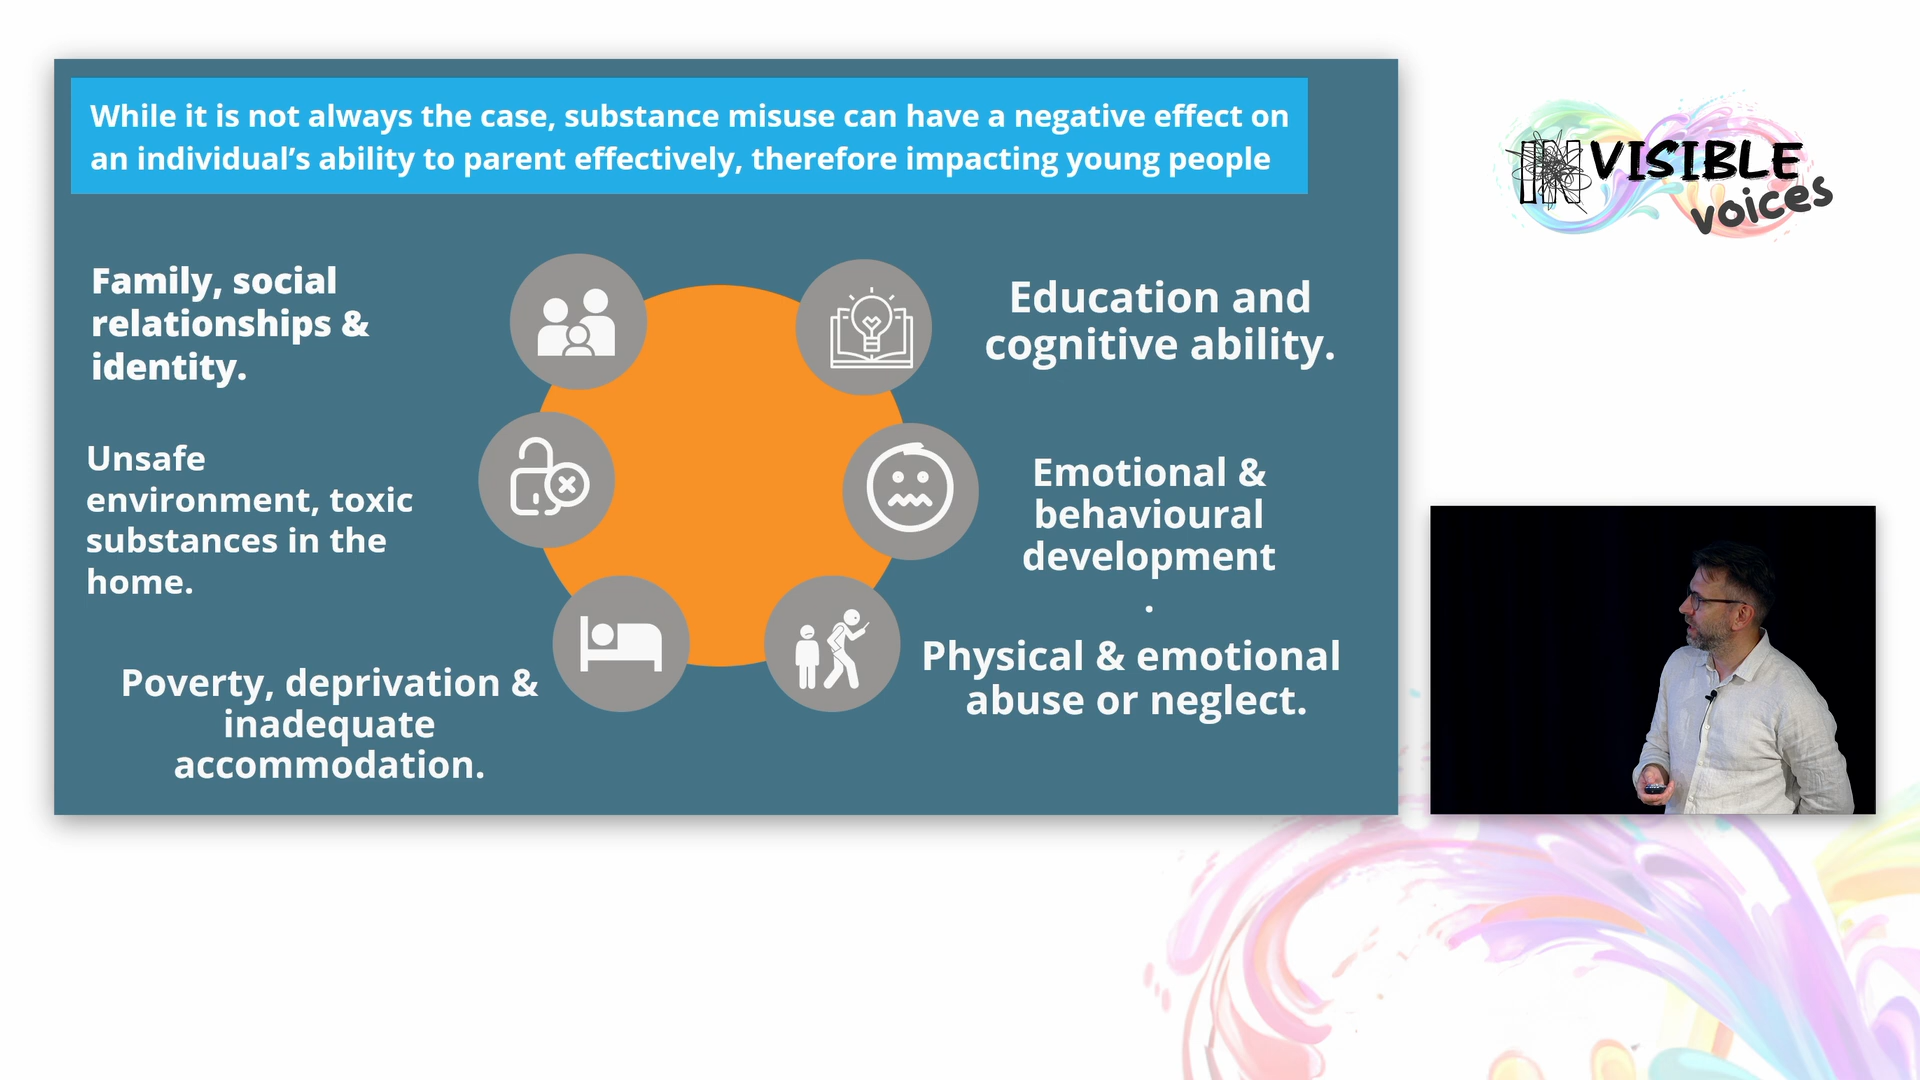 While it is not always the case, substance misuse can have a negative effect on
an individual’s ability to parent effectively, therefore impacting young people
INVISIBLE
voices
Family, social
relationships &
identity.
Education and
cognitive ability.
Unsafe
environment, toxic
substances in the
home.
Emotional &
behavioural
development
.
Poverty, deprivation &
inadequate
accommodation.
Physical & emotional
abuse or neglect.